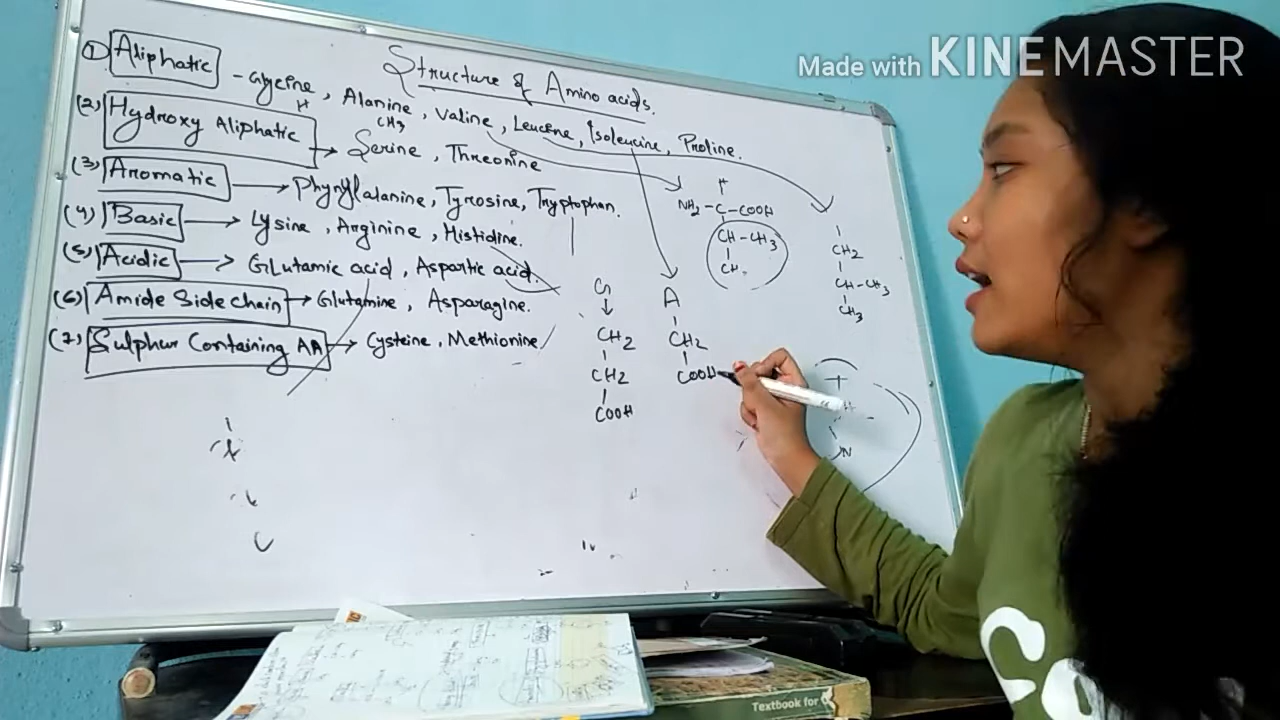 Made with KINEMASTER
Structure of Amino acids.
① Aliphatic - Glycine, Alanine, Valine, Leucine, Isoleucine, Proline.
H
CH3
(2) Hydroxy Aliphatic → Serine, Threonine
(3) Aromatic → Phynylalanine, Tyrosine, Tryptophan.
(4) Basic → Lysine, Arginine, Histidine.
(5) Acidic → Glutamic acid, Aspartic acid.
(6) Amide Side chain → Glutamine, Asparagine.
(7) Sulphur Containing AA → Cysteine, Methionine
H
NH2-C-COOH
CH-CH3
CH
CH2
CH-CH3
CH3
G
CH2
CH2
COOH
A
CH2
COOH
N
Textbook for